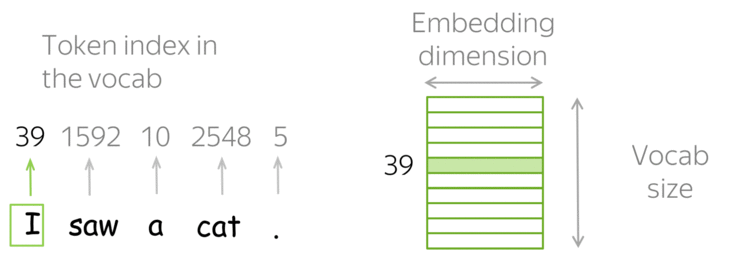 Token index in
the vocab
39 1592 10 2548 5
I saw a cat .
Embedding
dimension
39
Vocab
size